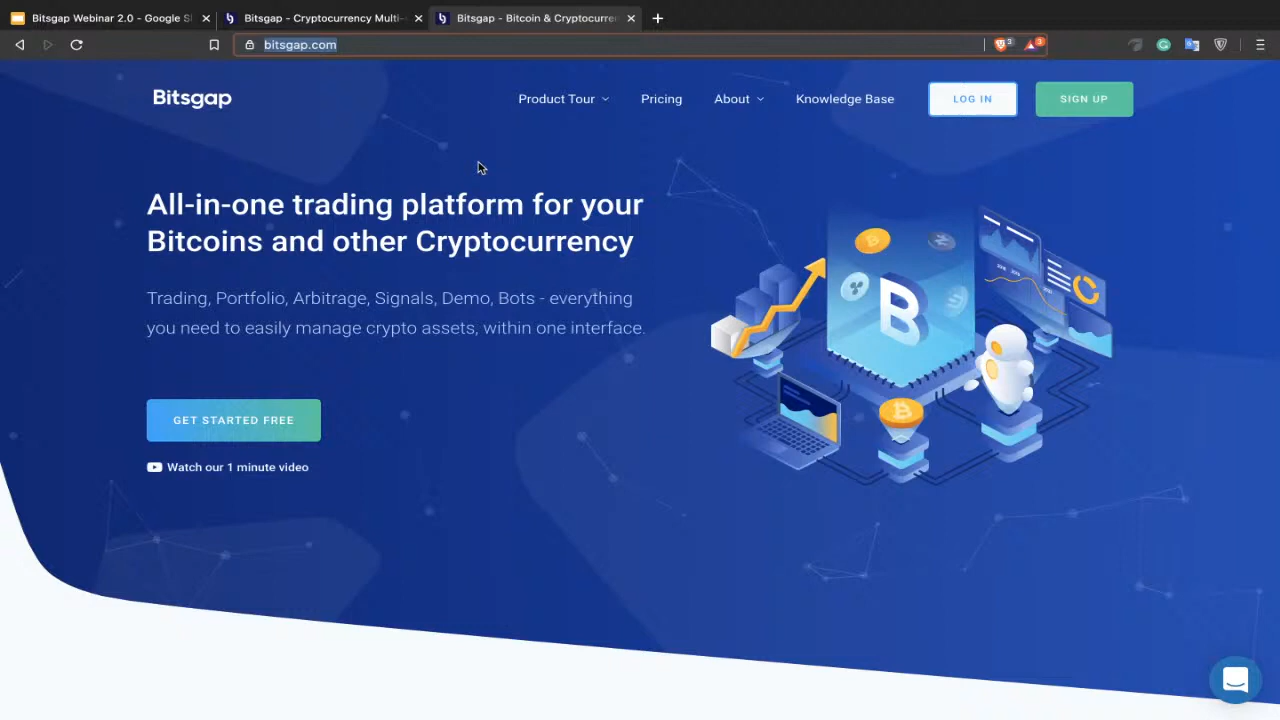 Bitsgap Webinar 2.0 - Google Sl
Bitsgap - Cryptocurrency Multi-
Bitsgap - Bitcoin & Cryptocurre
bitsgap.com
3
3
Bitsgap
Product Tour
Pricing
About
Knowledge Base
LOG IN
SIGN UP
All-in-one trading platform for your
Bitcoins and other Cryptocurrency
Trading, Portfolio, Arbitrage, Signals, Demo, Bots - everything
you need to easily manage crypto assets, within one interface.
GET STARTED FREE
Watch our 1 minute video